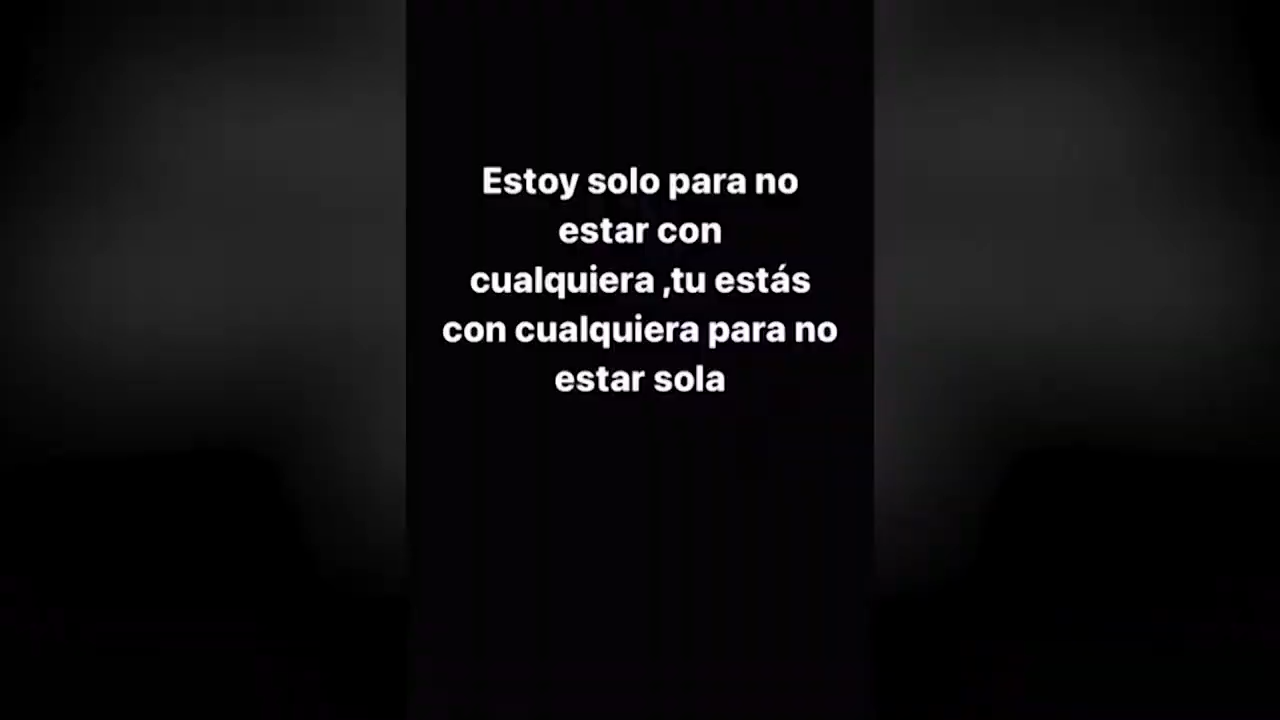 Estoy solo para no
estar con
cualquiera ,tu estás
con cualquiera para no
estar sola